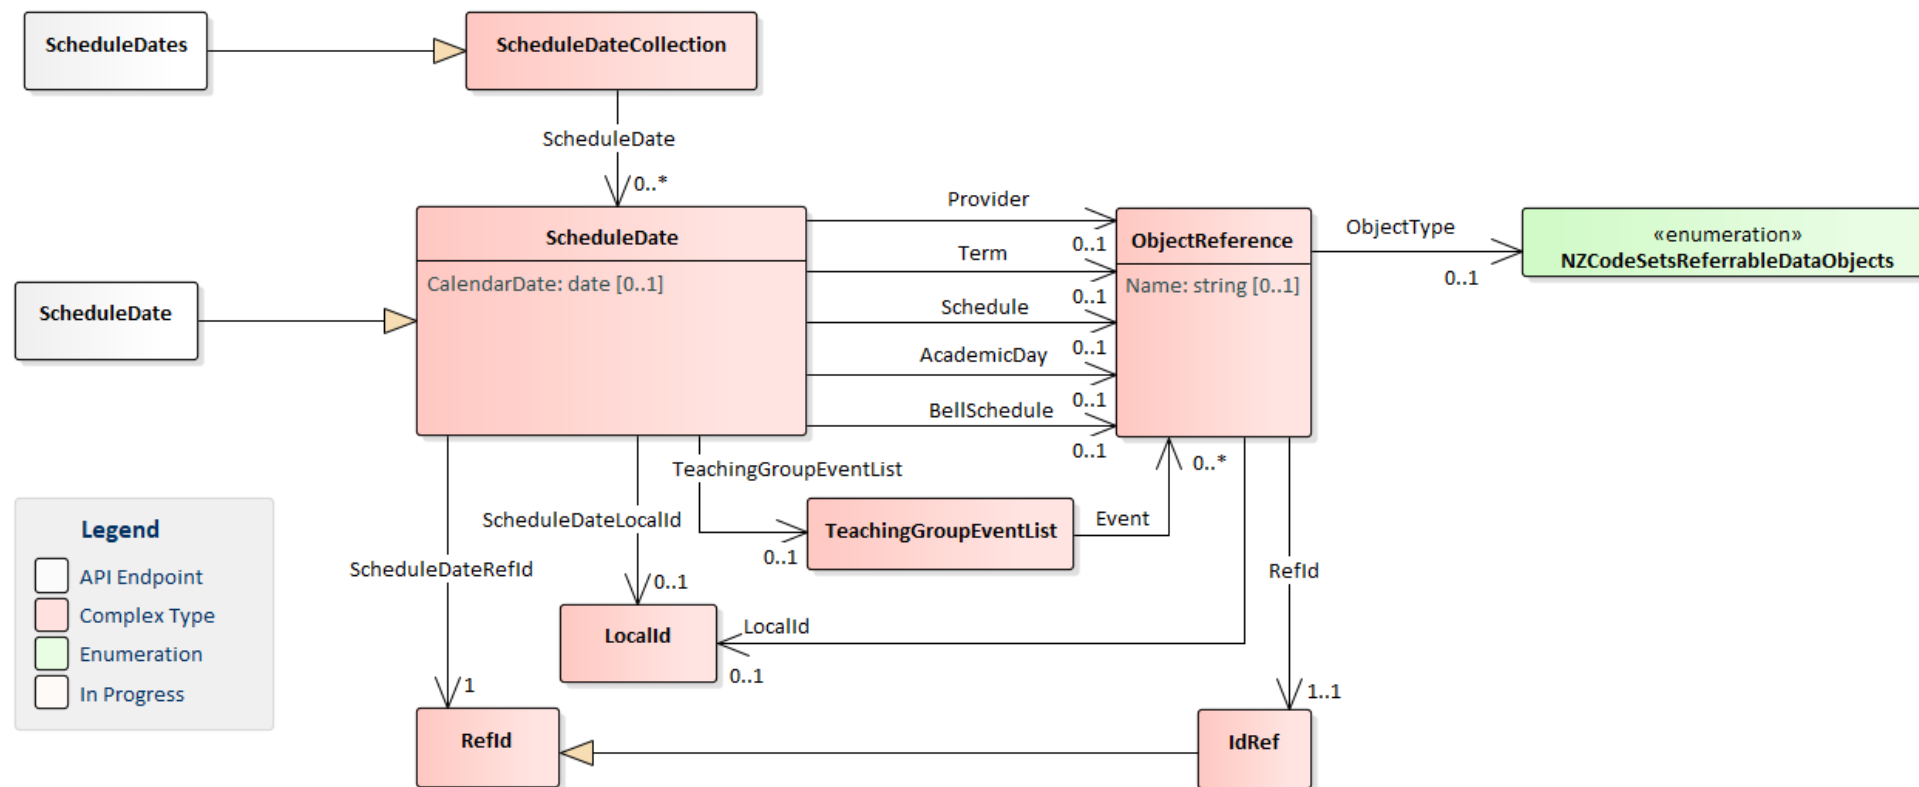 ScheduleDates
ScheduleDateCollection
ScheduleDate
0..*
ScheduleDate
CalendarDate: date [0..1]
ScheduleDate
Provider
0..1
Term
0..1
Schedule
0..1
AcademicDay
0..1
BellSchedule
0..1
ObjectReference
Name: string [0..1]
ObjectType
0..1
«enumeration»
NZCodeSetsReferrableDataObjects
TeachingGroupEventList
0..1
TeachingGroupEventList
Event
0..*
ScheduleDateLocalId
0..1
LocalId
LocalId
0..1
ScheduleDateRefId
1
RefId
RefId
1..1
IdRef
Legend
API Endpoint
Complex Type
Enumeration
In Progress